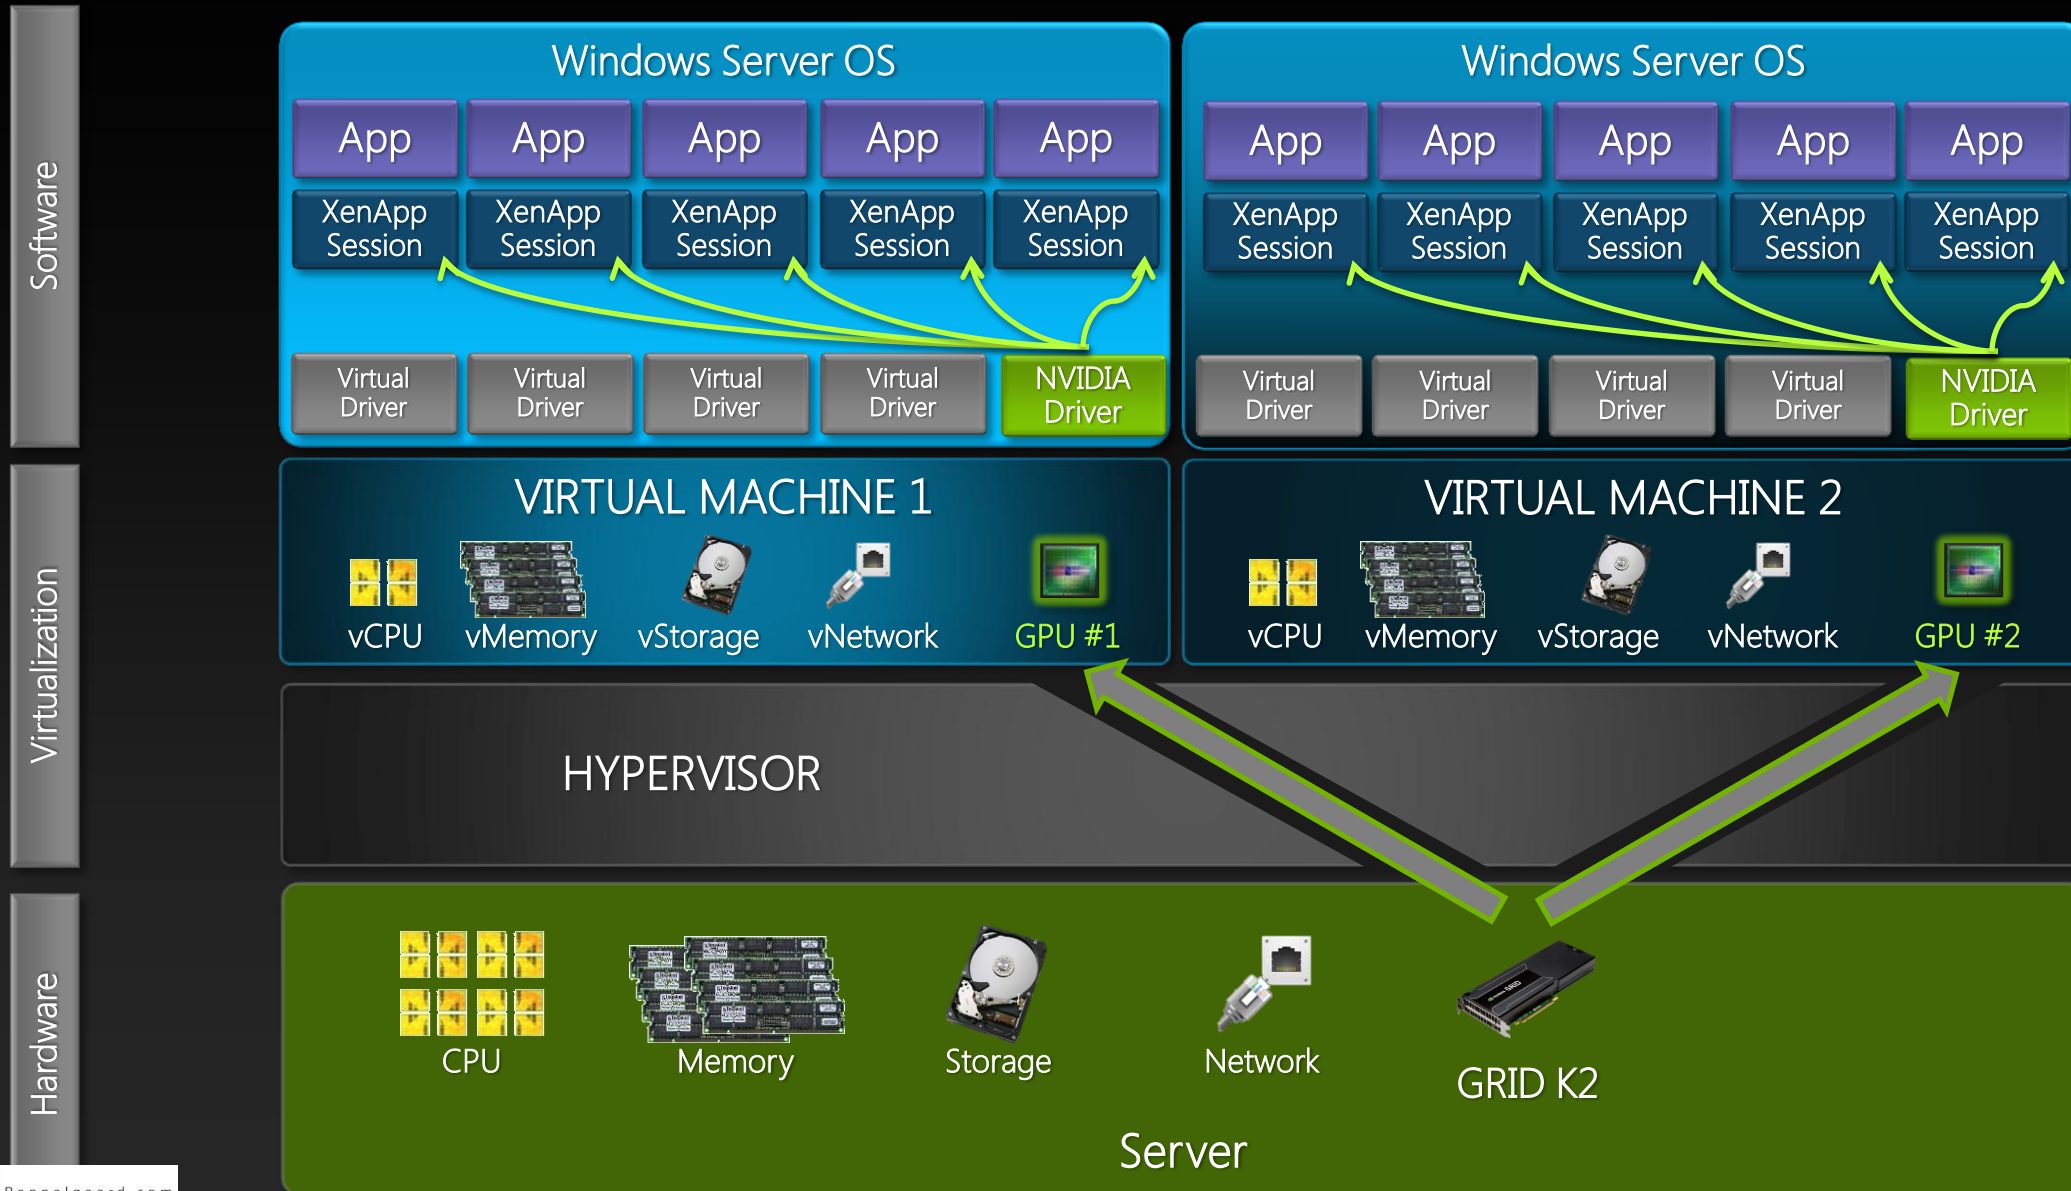 Software
Windows Server OS
App App App App App
XenApp Session XenApp Session XenApp Session XenApp Session XenApp Session
Virtual Driver Virtual Driver Virtual Driver Virtual Driver NVIDIA Driver
Windows Server OS
App App App App App
XenApp Session XenApp Session XenApp Session XenApp Session XenApp Session
Virtual Driver Virtual Driver Virtual Driver Virtual Driver NVIDIA Driver
Virtualization
VIRTUAL MACHINE 1
vCPU vMemory vStorage vNetwork GPU #1
VIRTUAL MACHINE 2
vCPU vMemory vStorage vNetwork GPU #2
HYPERVISOR
Hardware
CPU Memory Storage Network GRID K2
Server